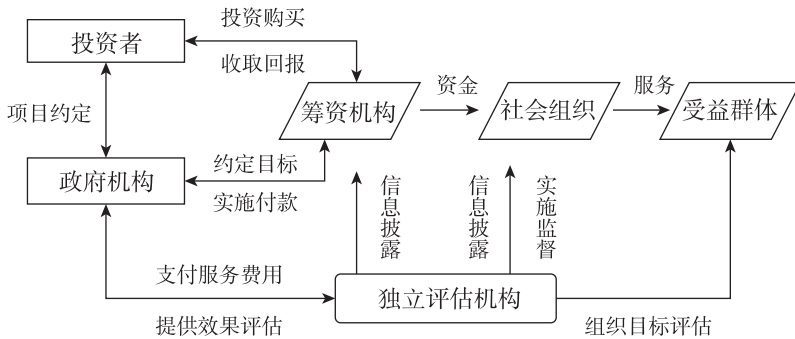 投资者
投资购买
收取回报
项目约定
筹资机构
资金
社会组织
服务
受益群体
政府机构
约定目标
实施付款
信息披露
信息披露
实施监督
支付服务费用
提供效果评估
独立评估机构
组织目标评估